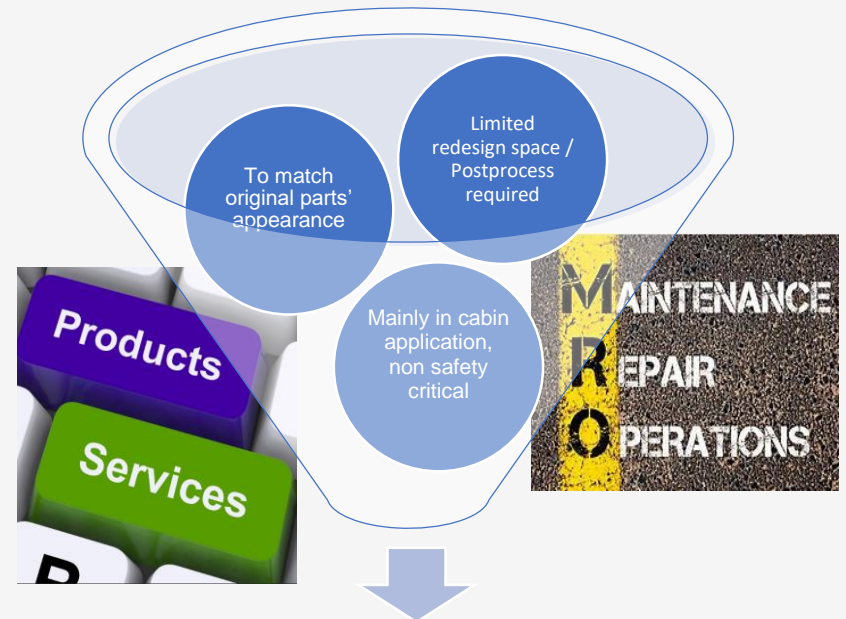 Limited
redesign space /
Postprocess
required
To match
original parts’
appearance
Mainly in cabin
application,
non safety
critical
Products
Services
MAINTENANCE
REPAIR
OPERATIONS